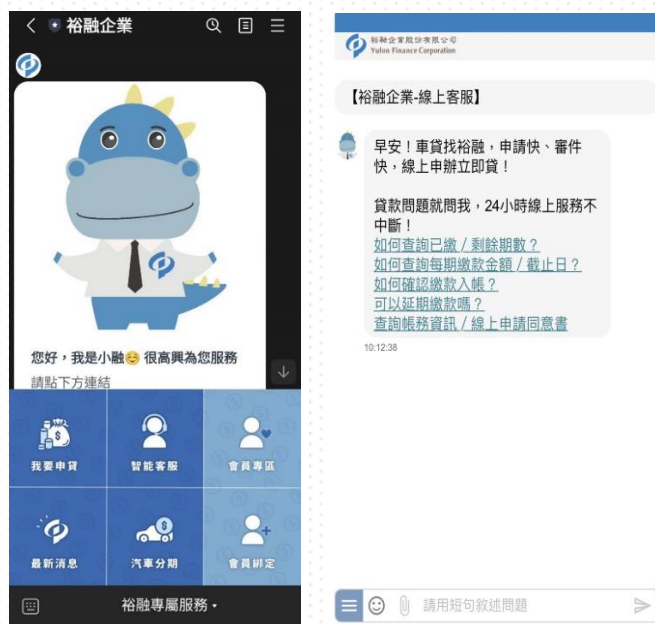 裕融企業
您好，我是小融☺️ 很高興為您服務
請點下方連結
我要申貸
智能客服
會員專區
最新消息
汽車分期
會員綁定
裕融專屬服務
裕融企業股份有限公司
Yulon Finance Corporation
【裕融企業-線上客服】
早安！車貸找裕融，申請快、審件
快，線上申辦立即貸！
貸款問題就問我，24小時線上服務不
中斷！
如何查詢已繳 / 剩餘期數？
如何查詢每期繳款金額 / 截止日？
如何確認繳款入帳？
可以延期繳款嗎？
查詢帳務資訊 / 線上申請同意書
10:12:38
請用短句敘述問題